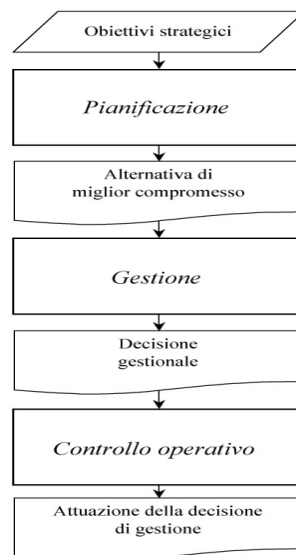 Obiettivi strategici
Pianificazione
Alternativa di
miglior compromesso
Gestione
Decisione
gestionale
Controllo operativo
Attuazione della decisione
di gestione